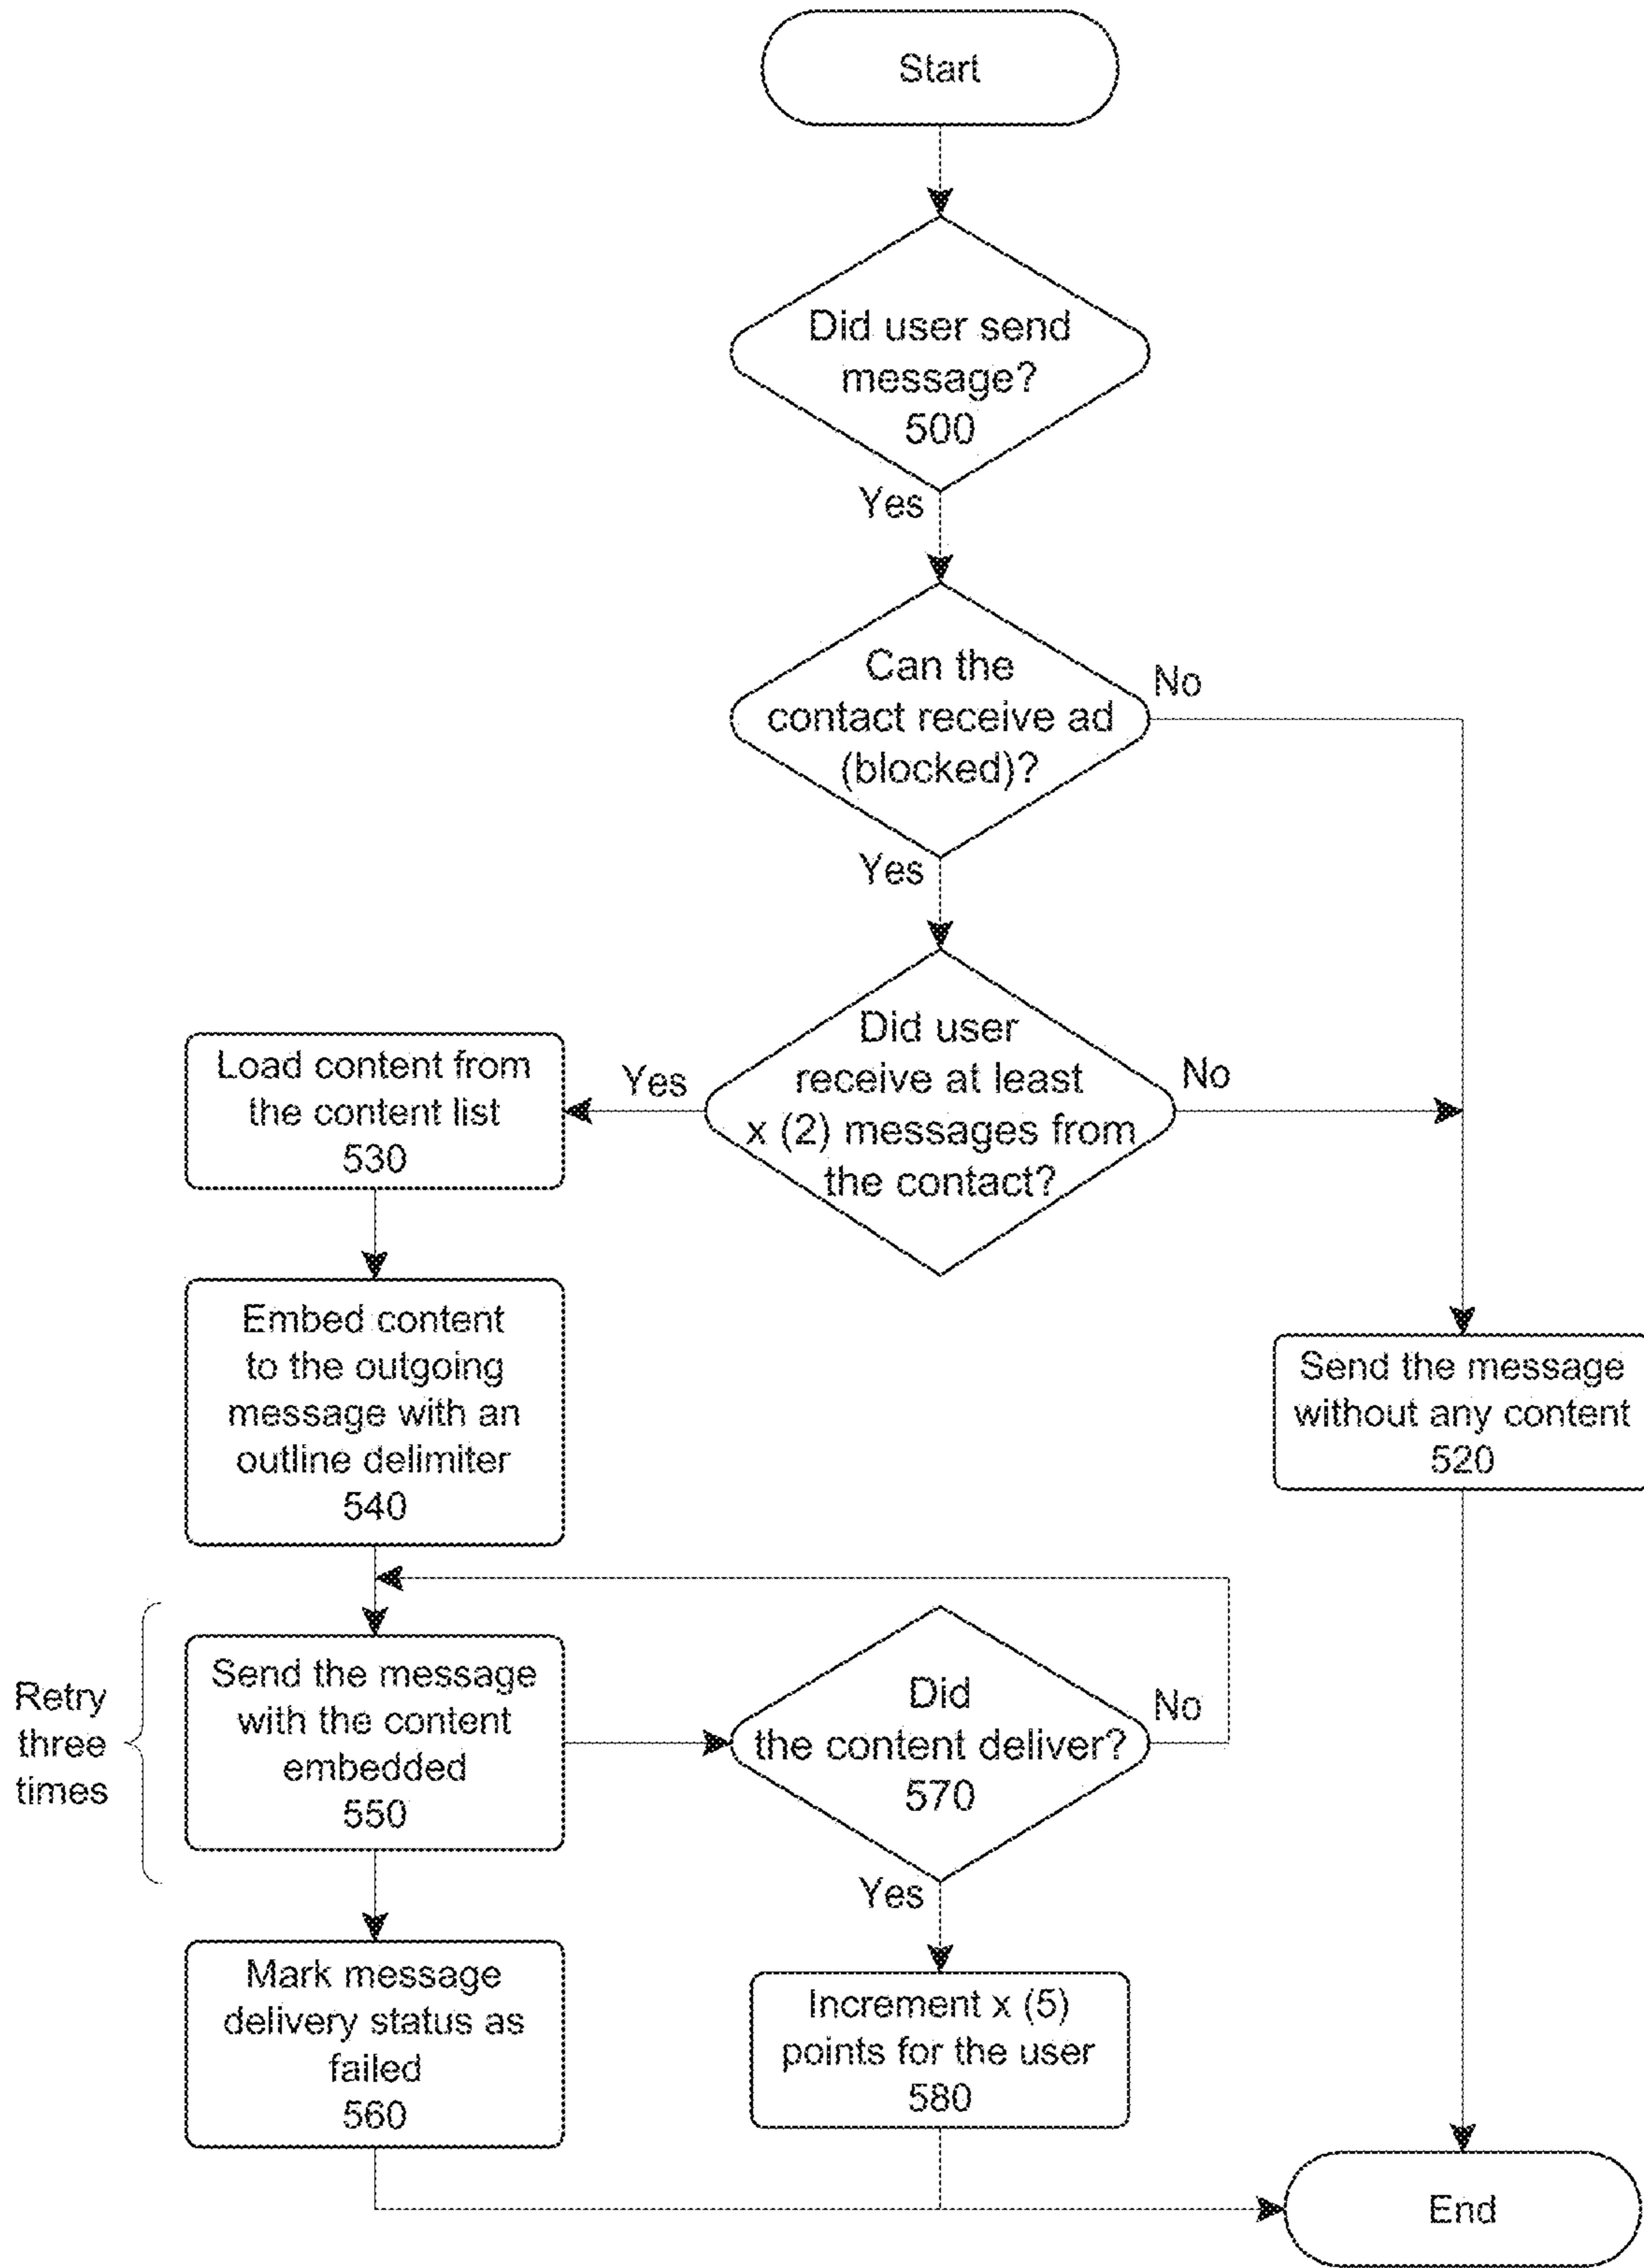 Start
Did user send
message?
500
Yes
Can the
contact receive ad
(blocked)?
No
Yes
Did user
receive at least
x (2) messages from
the contact?
Yes
No
Load content from
the content list
530
Embed content
to the outgoing
message with an
outline delimiter
540
Send the message
without any content
520
Retry
three
times
Send the message
with the content
embedded
550
Did
the content deliver?
570
No
Yes
Mark message
delivery status as
failed
560
Increment x (5)
points for the user
580
End